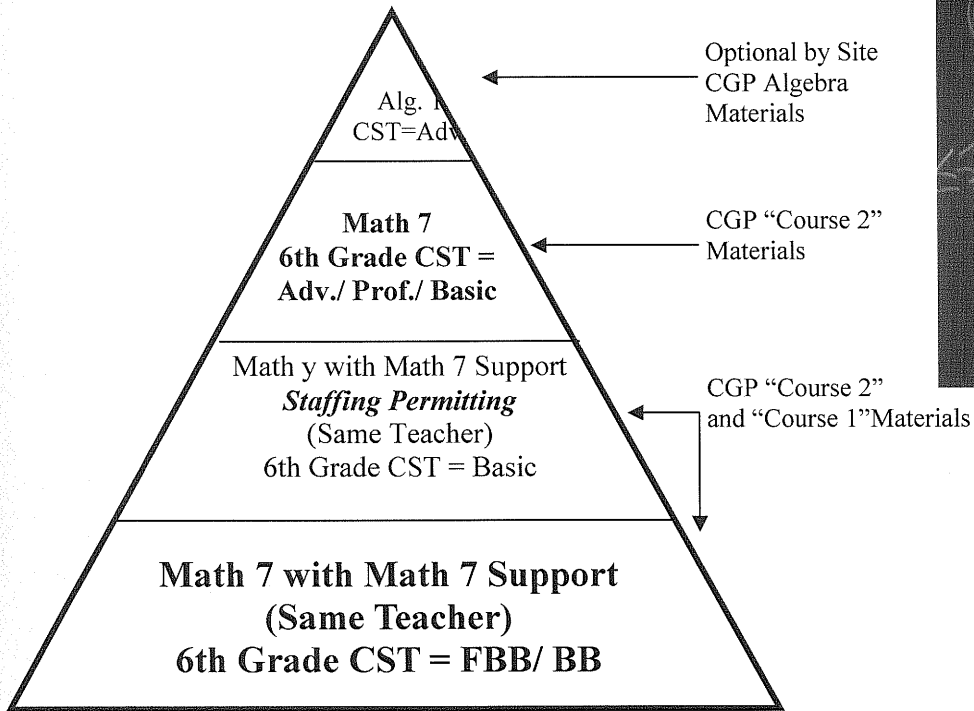 Optional by Site
CGP Algebra
Materials
Alg.
CST=Adv
Math 7
6th Grade CST =
Adv./ Prof./ Basic
CGP “Course 2”
Materials
Math y with Math 7 Support
Staffing Permitting
(Same Teacher)
6th Grade CST = Basic
CGP “Course 2”
and “Course 1”Materials
Math 7 with Math 7 Support
(Same Teacher)
6th Grade CST = FBB/ BB